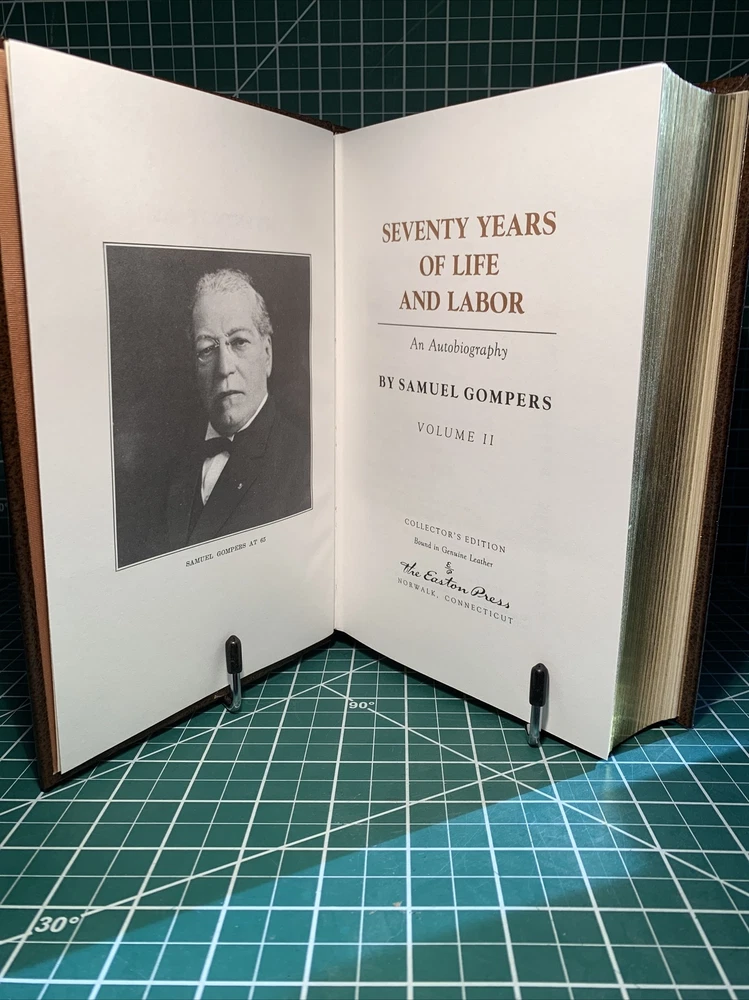 SAMUEL GOMPERS AT 65
SEVENTY YEARS
OF LIFE
AND LABOR
An Autobiography
BY SAMUEL GOMPERS
VOLUME II
COLLECTOR'S EDITION
Bound in Genuine Leather
The Easton Press
NORWALK, CONNECTICUT
90°
30°